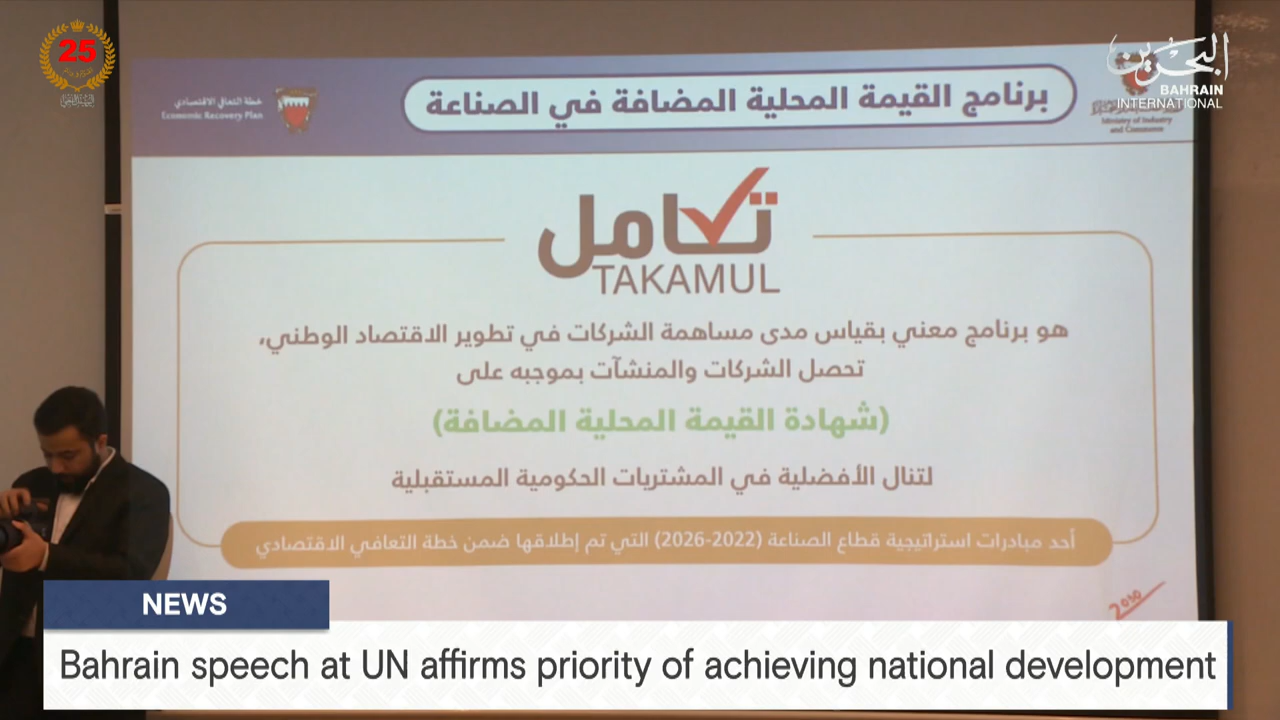 25
البحرين
BAHRAIN
INTERNATIONAL
خطة التعافي الاقتصادي
Economic Recovery Plan
برنامج القيمة المحلية المضافة في الصناعة
Ministry of Industry
and Commerce
تكامل
TAKAMUL
هو برنامج معني بقياس مدى مساهمة الشركات في تطوير الاقتصاد الوطني،
تحصل الشركات والمنشآت بموجبه على
(شهادة القيمة المحلية المضافة)
لتنال الأفضلية في المشتريات الحكومية المستقبلية
أحد مبادرات استراتيجية قطاع الصناعة (2022-2026) التي تم إطلاقها ضمن خطة التعافي الاقتصادي
2030
NEWS
Bahrain speech at UN affirms priority of achieving national development